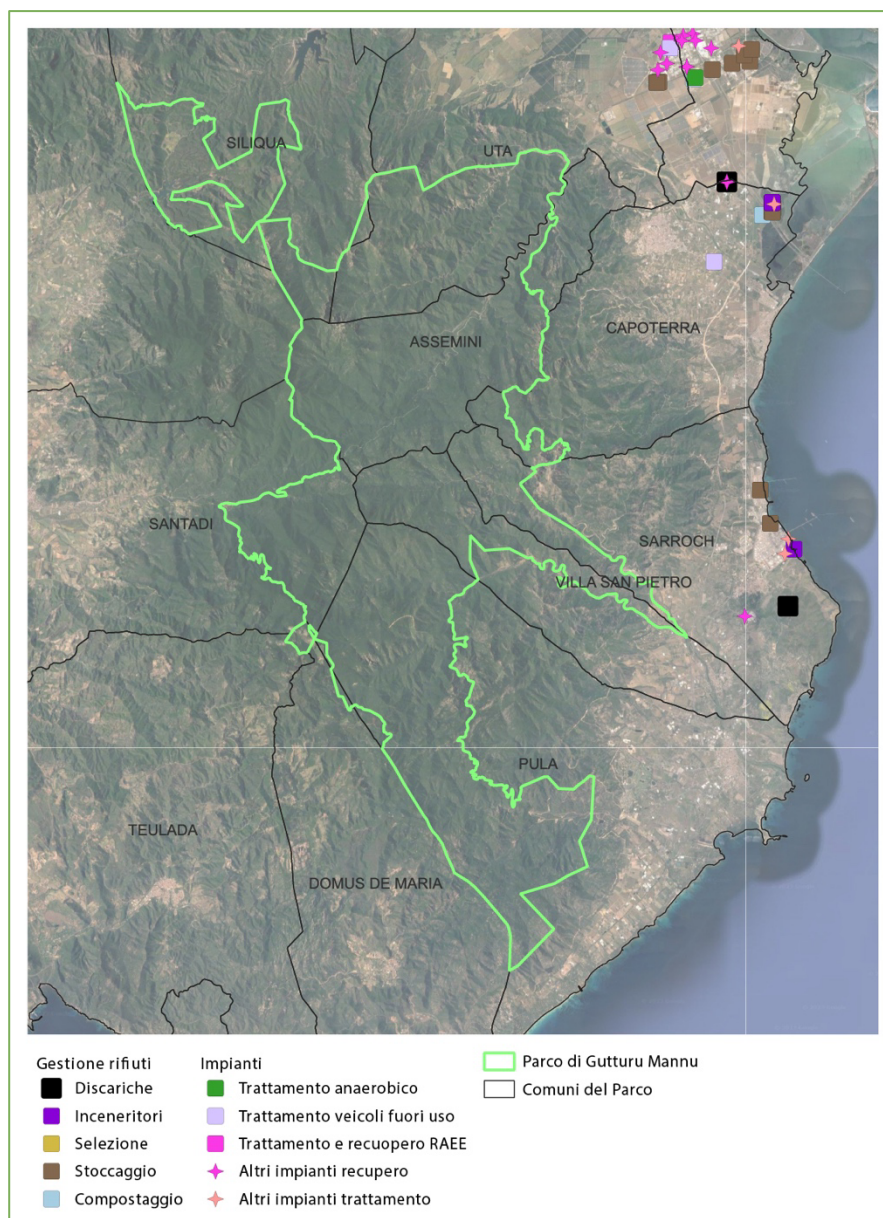 SILIQUA
UTA
CAPOTERRA
ASSEMINI
SANTADI
SARROCH
VILLA SAN PIETRO
PULA
TEULADA
DOMUS DE MARIA
Gestione rifiuti
Discariche
Inceneritori
Selezione
Stoccaggio
Compostaggio
Impianti
Trattamento anaerobico
Trattamento veicoli fuori uso
Trattamento e recuopero RAEE
Altri impianti recupero
Altri impianti trattamento
Parco di Gutturu Mannu
Comuni del Parco